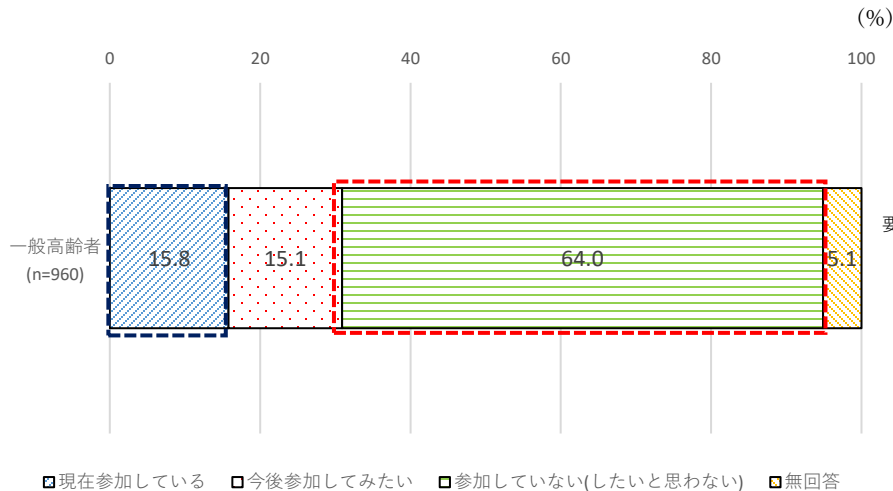 (%)
0 20 40 60 80 100
一般高齢者
(n=960)
15.8 15.1 64.0 5.1
要
現在参加している 今後参加してみたい 参加していない(したいと思わない) 無回答